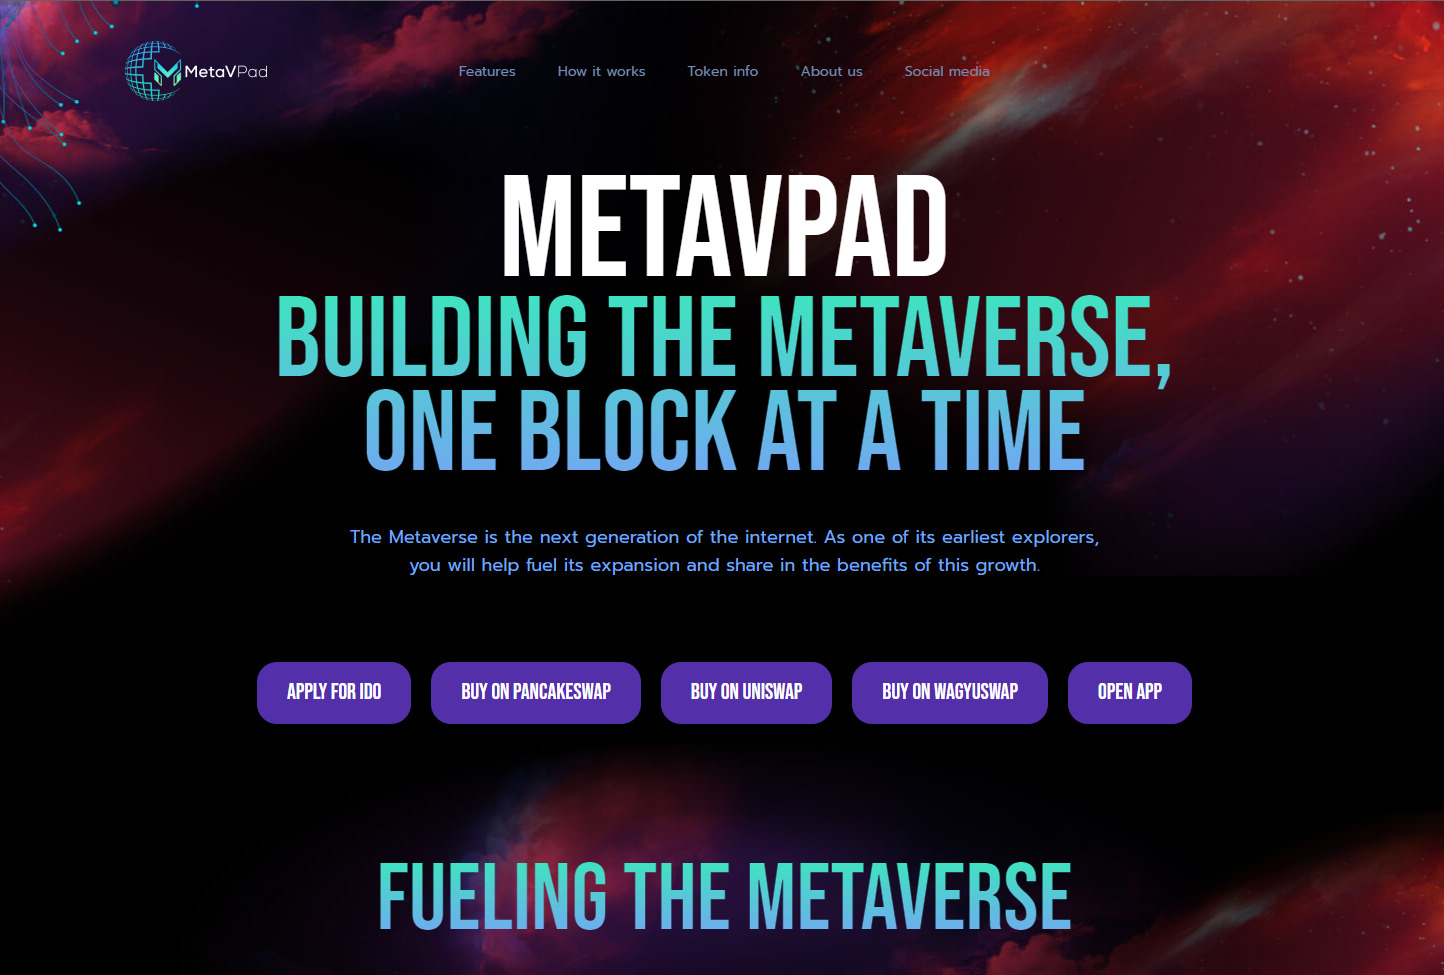 MetaVPad
Features
How it works
Token info
About us
Social media
METAVPAD
BUILDING THE METAVERSE,
ONE BLOCK AT A TIME
The Metaverse is the next generation of the internet. As one of its earliest explorers,
you will help fuel its expansion and share in the benefits of this growth.
APPLY FOR IDO
BUY ON PANCAKESWAP
BUY ON UNISWAP
BUY ON WAGYUSWAP
OPEN APP
FUELING THE METAVERSE